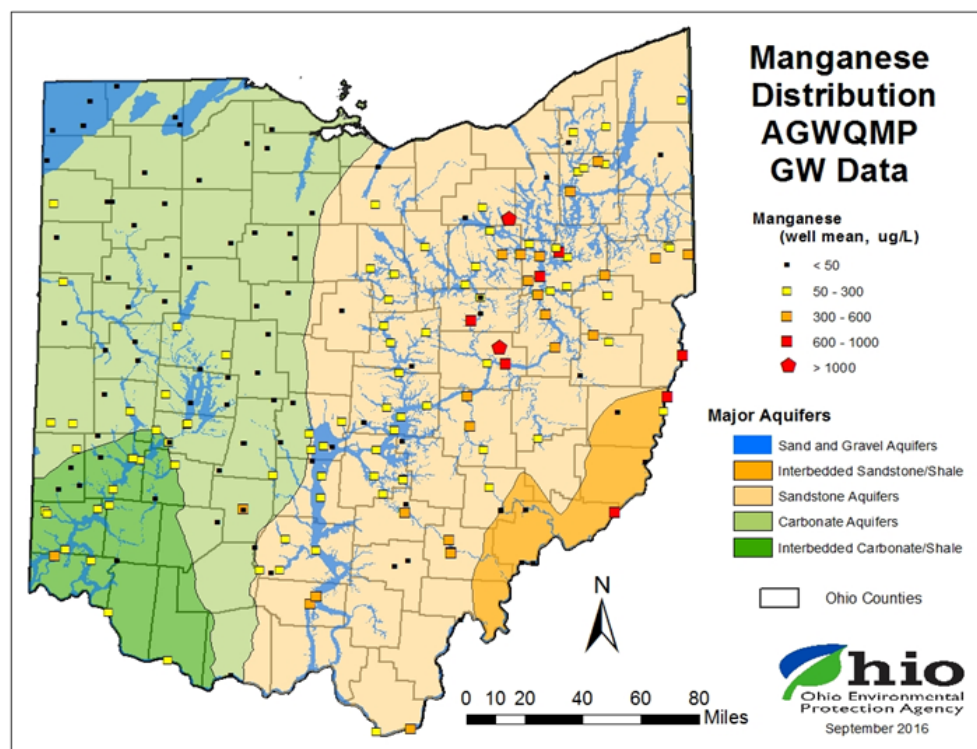 Manganese
Distribution
AGWQMP
GW Data
Manganese
(well mean, ug/L)
< 50
50 - 300
300 - 600
600 - 1000
> 1000
Major Aquifers
Sand and Gravel Aquifers
Interbedded Sandstone/Shale
Sandstone Aquifers
Carbonate Aquifers
Interbedded Carbonate/Shale
Ohio Counties
N
0 20 40 60 80
Miles
Ohio
Ohio Environmental
Protection Agency
September 2016